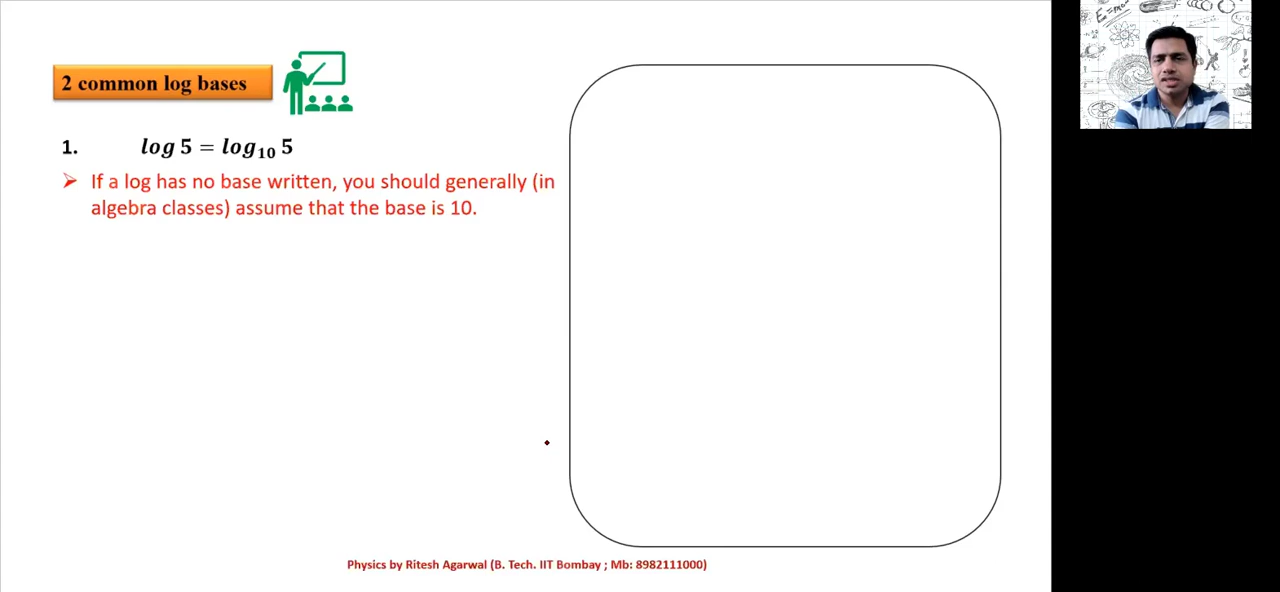 2 common log bases
1. log 5 = log₁₀ 5
➢ If a log has no base written, you should generally (in
algebra classes) assume that the base is 10.
Physics by Ritesh Agarwal (B. Tech. IIT Bombay ; Mb: 8982111000)